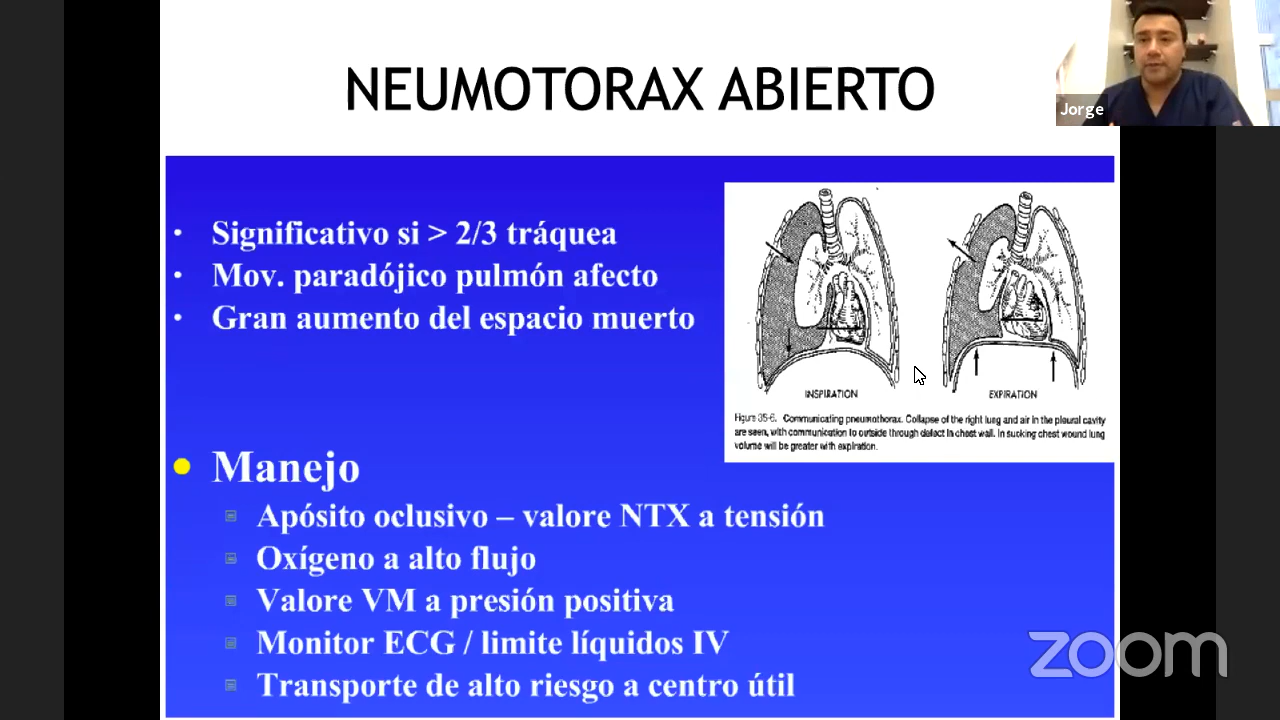 NEUMOTORAX ABIERTO
Jorge
Significativo si > 2/3 tráquea
Mov. paradójico pulmón afecto
Gran aumento del espacio muerto
INSPIRATION
EXPIRATION
Figure 35-6. Communicating pneumothorax. Collapse of the right lung and air in the pleural cavity
are seen, with communication to outside through defect in chest wall. In sucking chest wound lung
volume will be greater with expiration.
Manejo
Apósito oclusivo – valore NTX a tensión
Oxígeno a alto flujo
Valore VM a presión positiva
Monitor ECG / limite líquidos IV
Transporte de alto riesgo a centro útil
zoom